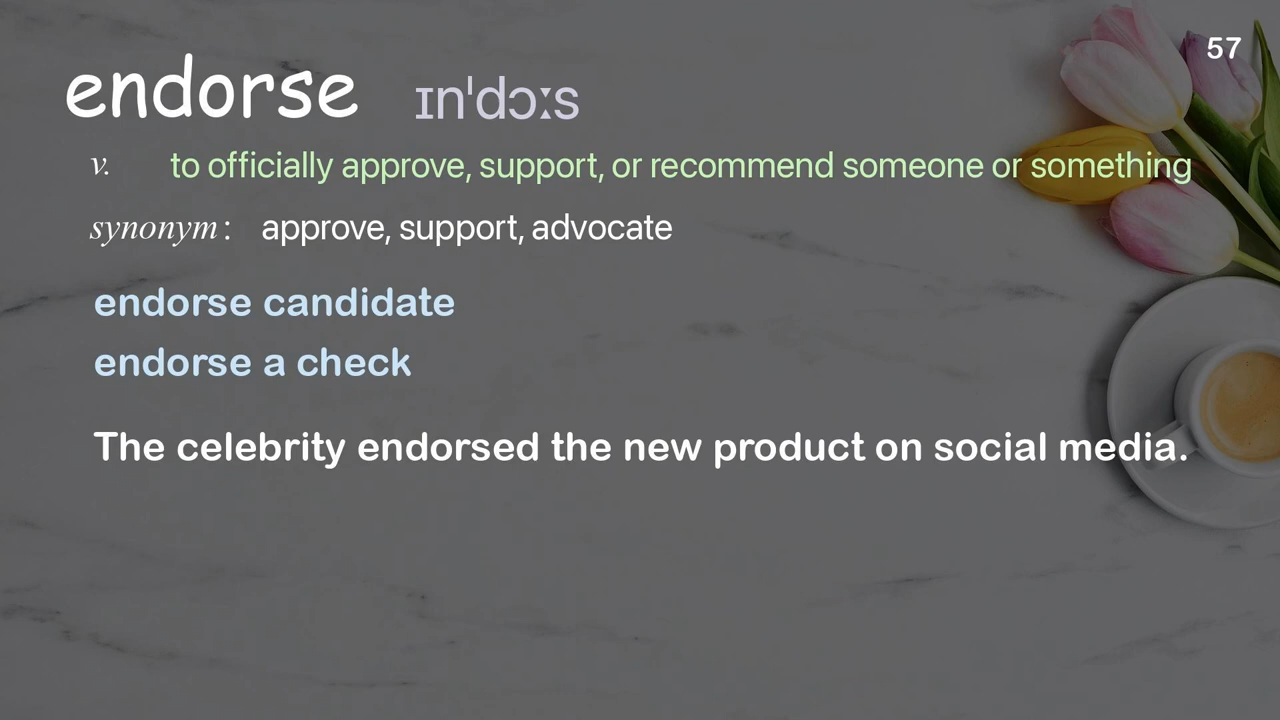 57
endorse ɪnˈdɔːs
v. to officially approve, support, or recommend someone or something
synonym: approve, support, advocate
endorse candidate
endorse a check
The celebrity endorsed the new product on social media.